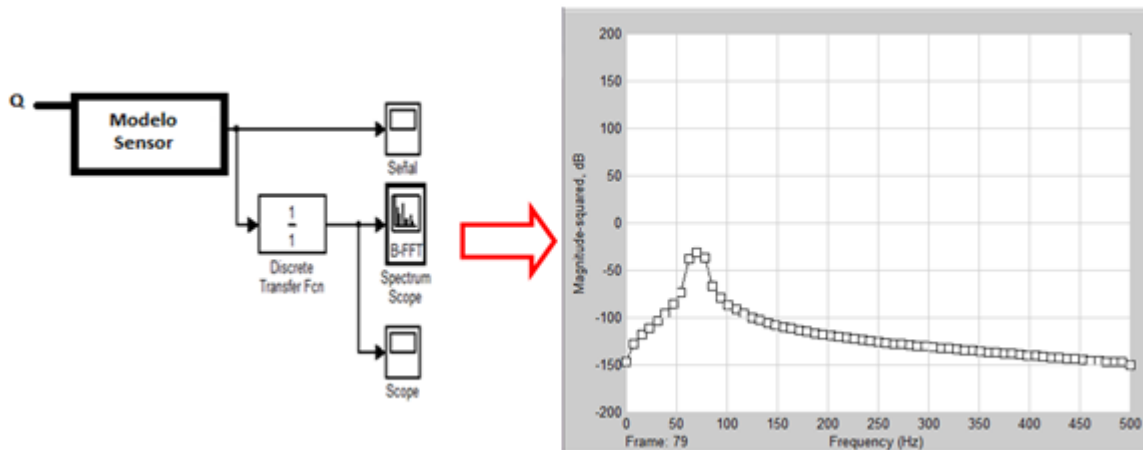 Q
Modelo
Sensor
Señal
1
1
Discrete
Transfer Fcn
B-FFT
Spectrum
Scope
Scope
Magnitude-squared, dB
200
150
100
50
0
-50
-100
-150
-200
0 50 100 150 200 250 300 350 400 450 500
Frame: 79 Frequency (Hz)